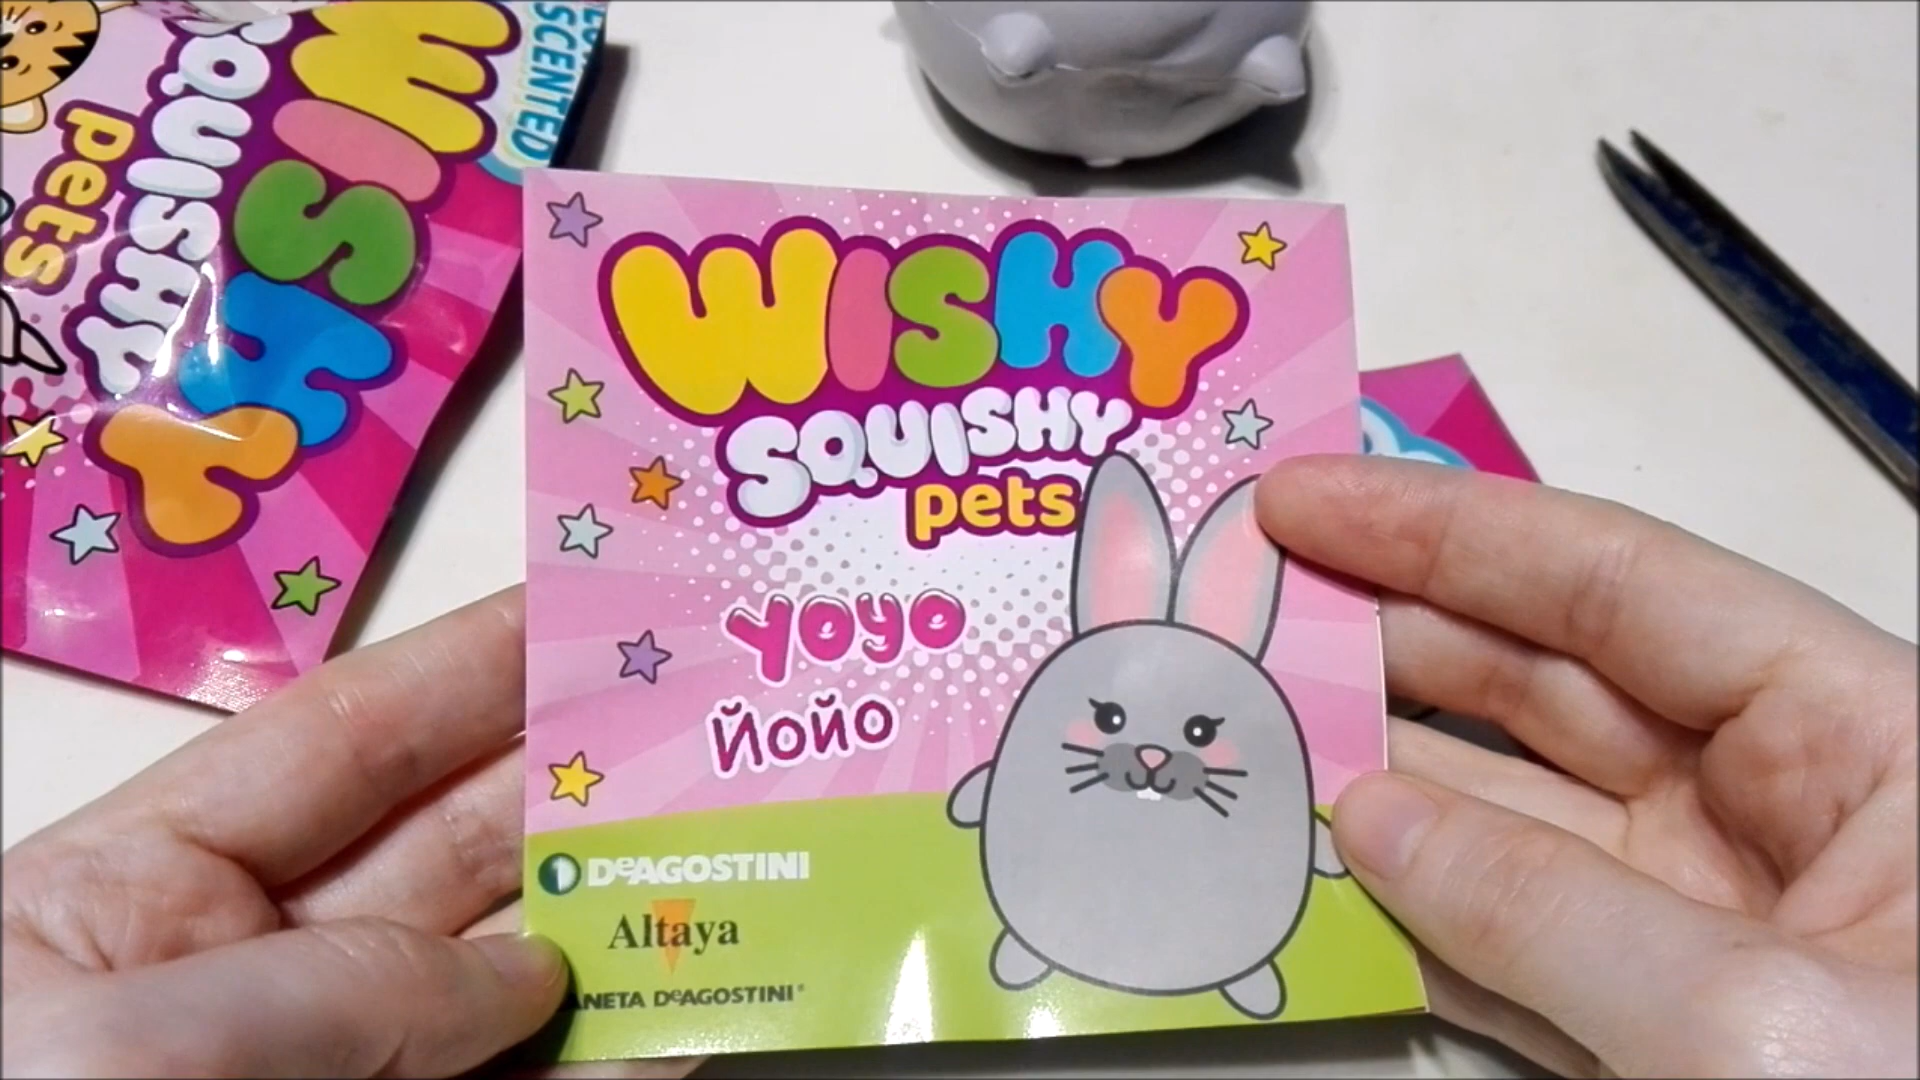 WISHY
SQUISHY
pets
SCENTED
WISHY
SQUISHY
pets
YOYO
ЙОЙО
DeAGOSTINI
Altaya
ANETA DeAGOSTINI